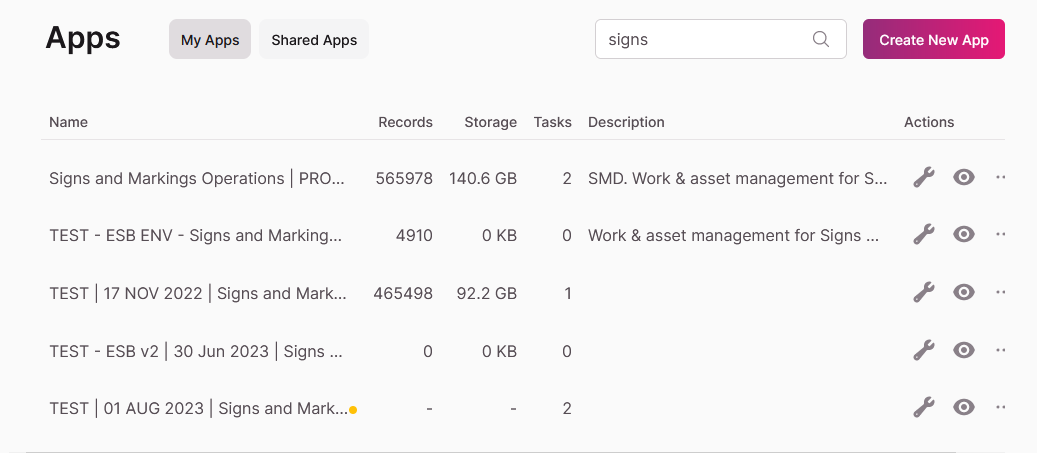 Apps My Apps Shared Apps signs Create New App
Name Records Storage Tasks Description Actions
Signs and Markings Operations | PRO... 565978 140.6 GB 2 SMD. Work & asset management for S...
TEST - ESB ENV - Signs and Marking... 4910 0 KB 0 Work & asset management for Signs ...
TEST | 17 NOV 2022 | Signs and Mark... 465498 92.2 GB 1
TEST - ESB v2 | 30 Jun 2023 | Signs ... 0 0 KB 0
TEST | 01 AUG 2023 | Signs and Mark... - - 2